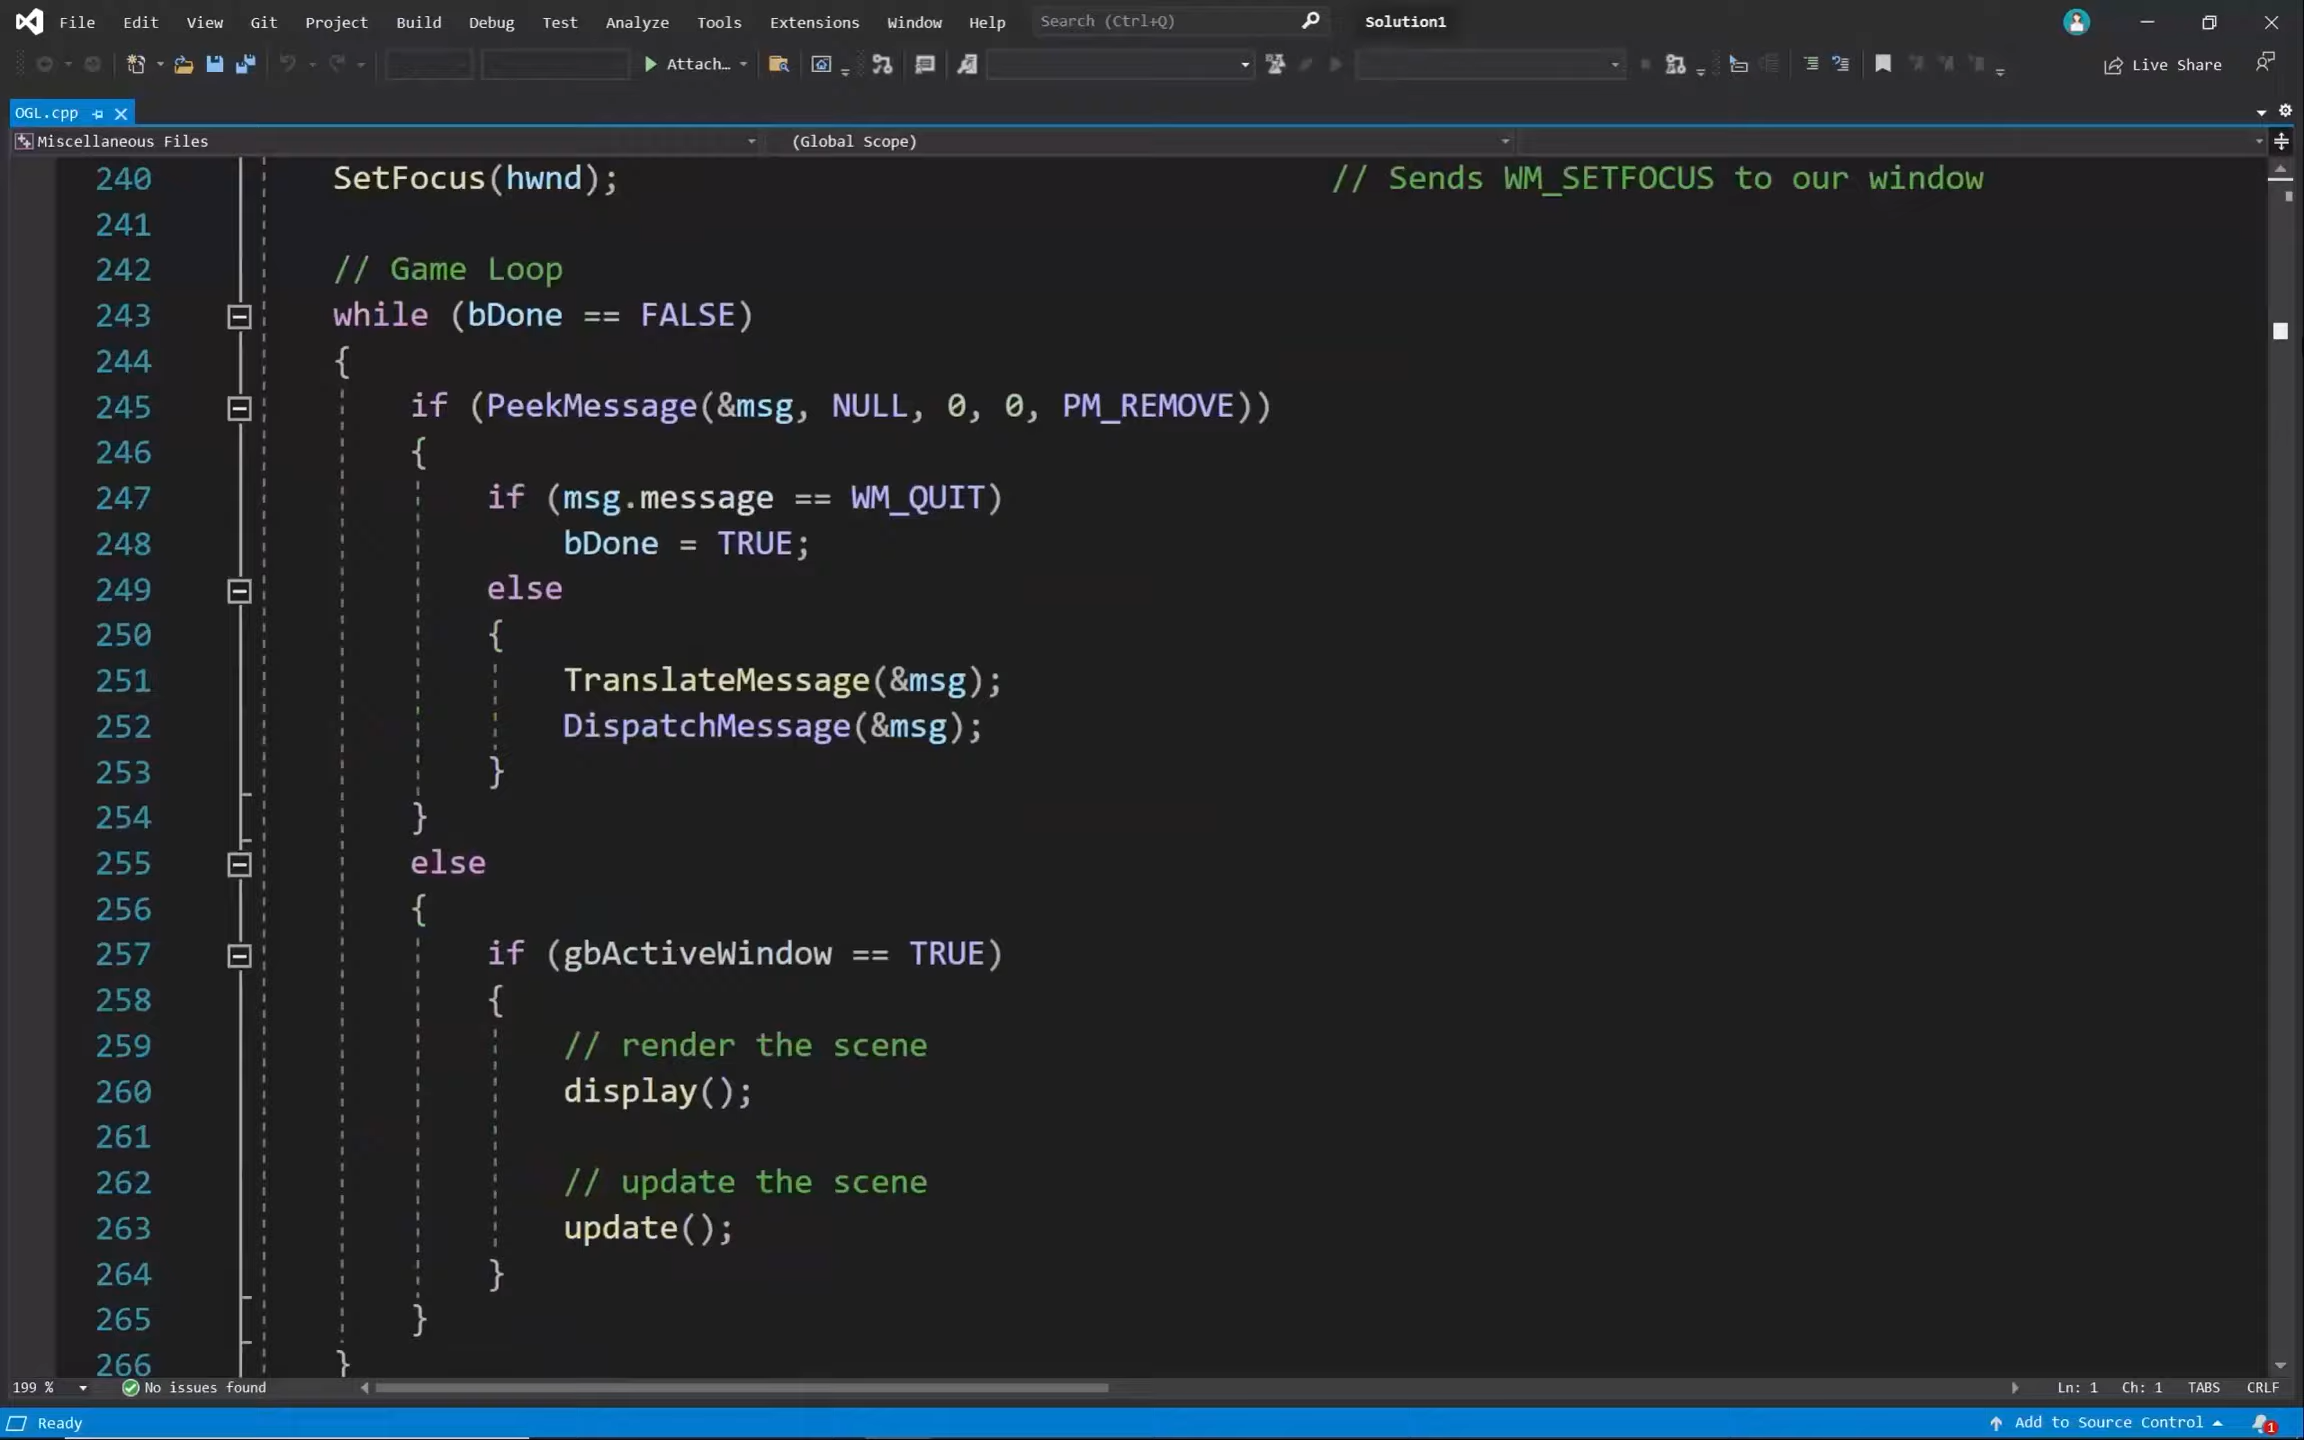 File Edit View Git Project Build Debug Test Analyze Tools Extensions Window Help Search (Ctrl+Q) Solution1
Attach... Live Share
OGL.cpp
Miscellaneous Files (Global Scope)
240 SetFocus(hwnd); // Sends WM_SETFOCUS to our window
241
242 // Game Loop
243 while (bDone == FALSE)
244 {
245 if (PeekMessage(&msg, NULL, 0, 0, PM_REMOVE))
246 {
247 if (msg.message == WM_QUIT)
248 bDone = TRUE;
249 else
250 {
251 TranslateMessage(&msg);
252 DispatchMessage(&msg);
253 }
254 }
255 else
256 {
257 if (gbActiveWindow == TRUE)
258 {
259 // render the scene
260 display();
261
262 // update the scene
263 update();
264 }
265 }
266 }
199 % No issues found Ln: 1 Ch: 1 TABS CRLF
Ready Add to Source Control 1